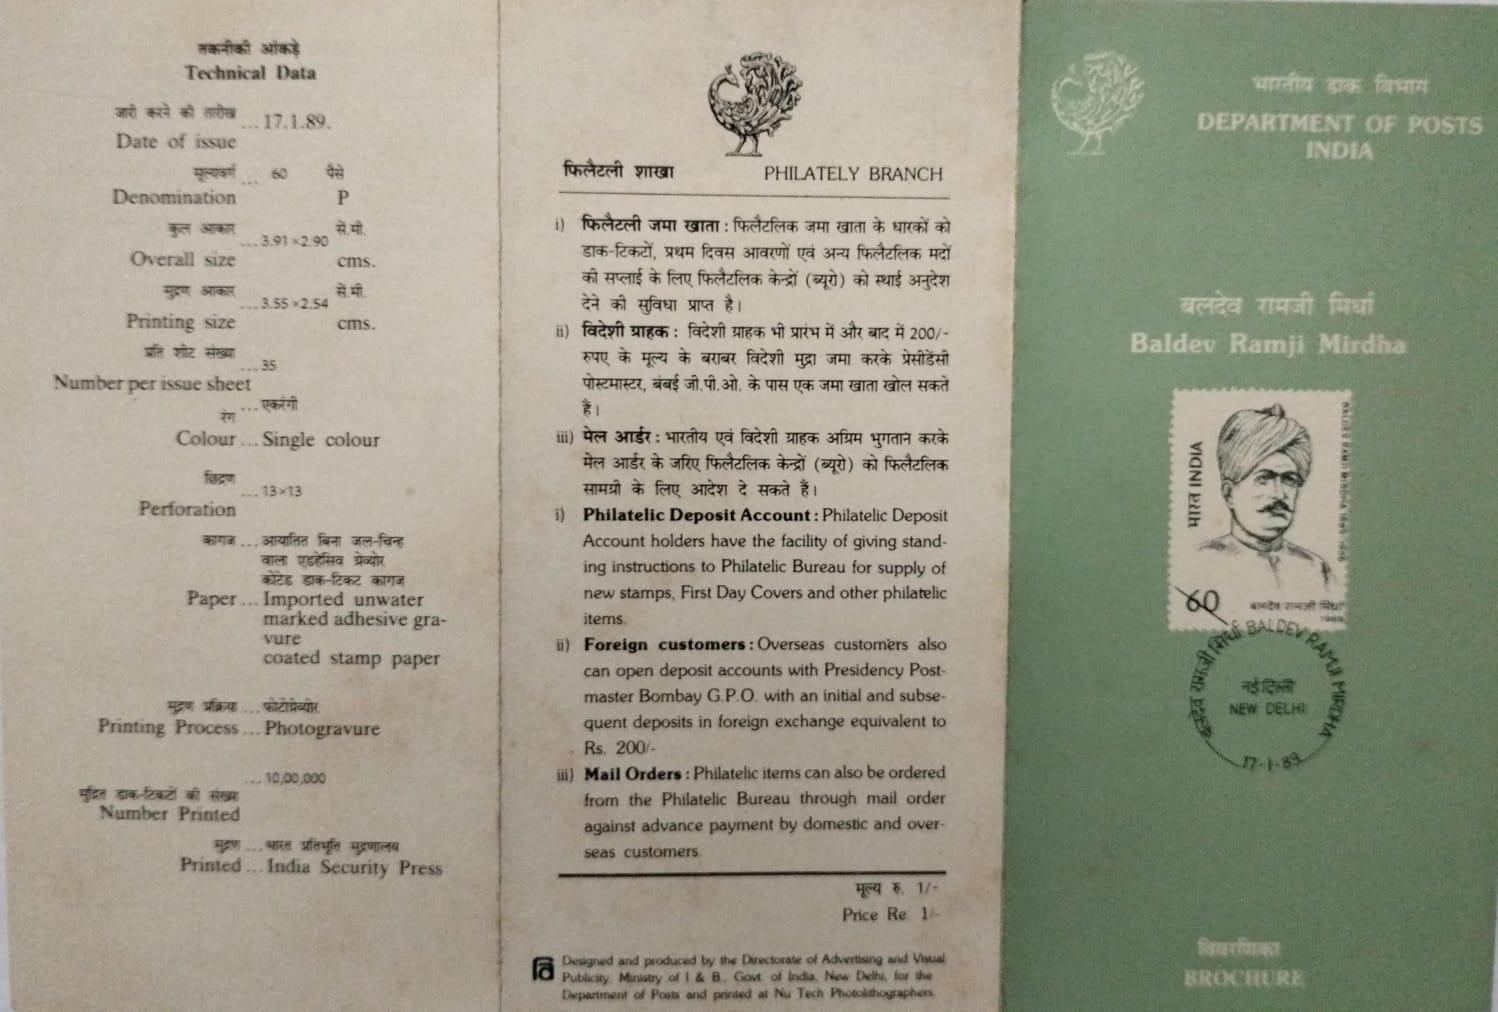 तकनीकी आंकड़े
Technical Data
जारी करने की तारीख
... 17.1.89.
Date of issue
मूल्यवर्ग ... 60 पैसे
Denomination P
कुल आकार ... 3.91×2.90 सें.मी.
Overall size cms.
मुद्रण आकार ... 3.55×2.54 सें.मी.
Printing size cms.
प्रति शीट संख्या
... 35
Number per issue sheet
रंग ... एकरंगी
Colour ... Single colour
छिद्रण
... 13×13
Perforation
कागज ... आयातित बिना जल-चिन्ह
वाला एडहेसिव ग्रेव्योर
कोटेड डाक-टिकट कागज
Paper ... Imported unwater
marked adhesive gra-
vure
coated stamp paper
मुद्रण प्रक्रिया ... फोटोग्रेव्योर
Printing Process ... Photogravure
... 10,00,000
मुद्रित डाक-टिकटों की संख्या
Number Printed
मुद्रण ... भारत प्रतिभूति मुद्रणालय
Printed ... India Security Press
फिलैटली शाखा PHILATELY BRANCH
i) फिलैटली जमा खाता : फिलैटलिक जमा खाता के धारकों को
डाक-टिकटों, प्रथम दिवस आवरणों एवं अन्य फिलैटलिक मदों
की सप्लाई के लिए फिलैटलिक केन्द्रों (ब्यूरो) को स्थाई अनुदेश
देने की सुविधा प्राप्त है।
ii) विदेशी ग्राहक : विदेशी ग्राहक भी प्रारंभ में और बाद में 200/-
रुपए के मूल्य के बराबर विदेशी मुद्रा जमा करके प्रेसीडेंसी
पोस्टमास्टर, बंबई जी.पी.ओ. के पास एक जमा खाता खोल सकते
हैं।
iii) मेल आर्डर : भारतीय एवं विदेशी ग्राहक अग्रिम भुगतान करके
मेल आर्डर के जरिए फिलैटलिक केन्द्रों (ब्यूरो) को फिलैटलिक
सामग्री के लिए आदेश दे सकते हैं।
i) Philatelic Deposit Account : Philatelic Deposit
Account holders have the facility of giving stand-
ing instructions to Philatelic Bureau for supply of
new stamps, First Day Covers and other philatelic
items.
ii) Foreign customers : Overseas customers also
can open deposit accounts with Presidency Post-
master Bombay G.P.O. with an initial and subse-
quent deposits in foreign exchange equivalent to
Rs. 200/-
iii) Mail Orders : Philatelic items can also be ordered
from the Philatelic Bureau through mail order
against advance payment by domestic and over-
seas customers.
मूल्य रु. 1/-
Price Re 1/-
Designed and produced by the Directorate of Advertising and Visual
Publicity, Ministry of I & B., Govt. of India, New Delhi, for the
Department of Posts and printed at Nu Tech Photolithographers.
भारतीय डाक विभाग
DEPARTMENT OF POSTS
INDIA
बलदेव रामजी मिर्धा
Baldev Ramji Mirdha
भारत INDIA
BALDEV RAMJI MIRDHA 1889-1956
60
बलदेव रामजी मिर्धा
1989
बलदेव रामजी मिर्धा BALDEV RAMJI MIRDHA
नई दिल्ली
NEW DELHI
17-1-89
विवरणिका
BROCHURE